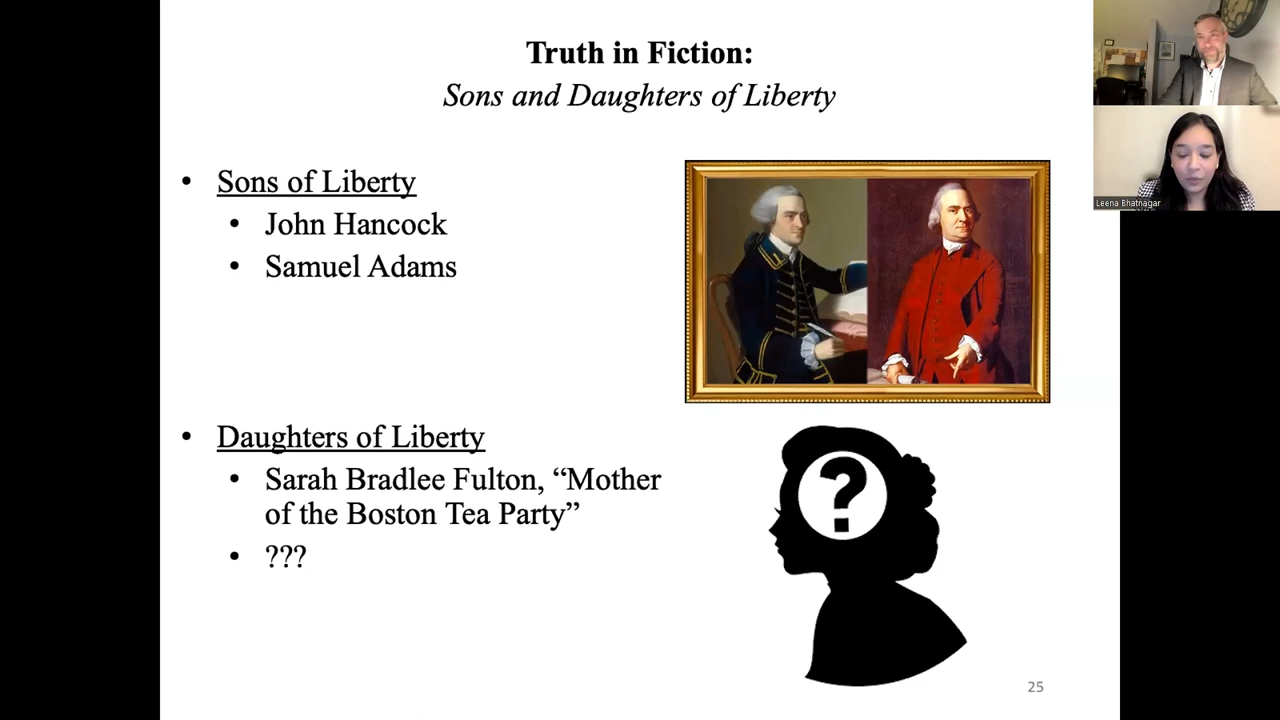 Truth in Fiction:
Sons and Daughters of Liberty
• Sons of Liberty
• John Hancock
• Samuel Adams
• Daughters of Liberty
• Sarah Bradlee Fulton, “Mother
of the Boston Tea Party”
• ???
?
25
Leena Bhatnagar